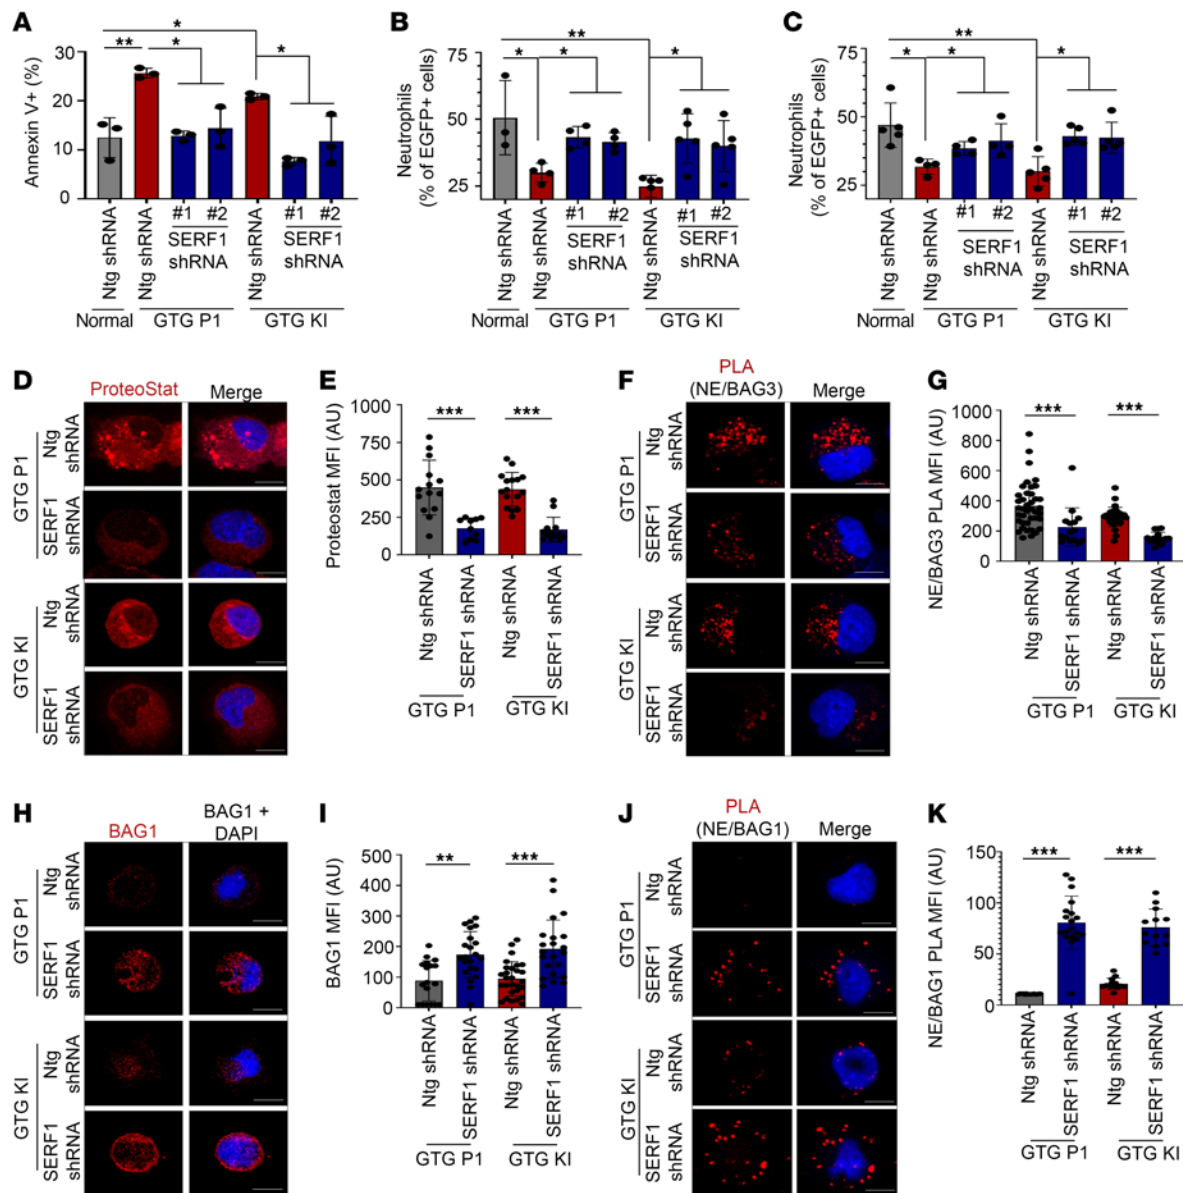 A
Annexin V+ (%)
30
20
10
0
*
**
*
*
Ntg shRNA
Ntg shRNA
#1
#2
SERF1
shRNA
Ntg shRNA
#1
#2
SERF1
shRNA
Normal
GTG P1
GTG KI
B
Neutrophils
(% of EGFP+ cells)
75
50
25
**
*
*
*
Ntg shRNA
Ntg shRNA
#1
#2
SERF1
shRNA
Ntg shRNA
#1
#2
SERF1
shRNA
Normal
GTG P1
GTG KI
C
Neutrophils
(% of EGFP+ cells)
75
50
25
**
*
*
*
Ntg shRNA
Ntg shRNA
#1
#2
SERF1
shRNA
Ntg shRNA
#1
#2
SERF1
shRNA
Normal
GTG P1
GTG KI
D
ProteoStat
Merge
GTG P1
Ntg
shRNA
SERF1
shRNA
GTG KI
Ntg
shRNA
SERF1
shRNA
E
Proteostat MFI (AU)
1000
750
500
250
0
***
***
Ntg shRNA
SERF1 shRNA
Ntg shRNA
SERF1 shRNA
GTG P1
GTG KI
F
PLA
(NE/BAG3)
Merge
GTG P1
Ntg
shRNA
SERF1
shRNA
GTG KI
Ntg
shRNA
SERF1
shRNA
G
NE/BAG3 PLA MFI (AU)
1000
800
600
400
200
0
***
***
Ntg shRNA
SERF1 shRNA
Ntg shRNA
SERF1 shRNA
GTG P1
GTG KI
H
BAG1
BAG1 +
DAPI
GTG P1
Ntg
shRNA
SERF1
shRNA
GTG KI
Ntg
shRNA
SERF1
shRNA
I
BAG1 MFI (AU)
500
400
300
200
100
0
**
***
Ntg shRNA
SERF1 shRNA
Ntg shRNA
SERF1 shRNA
GTG P1
GTG KI
J
PLA
(NE/BAG1)
Merge
GTG P1
Ntg
shRNA
SERF1
shRNA
GTG KI
Ntg
shRNA
SERF1
shRNA
K
NE/BAG1 PLA MFI (AU)
150
100
50
0
***
***
Ntg shRNA
SERF1 shRNA
Ntg shRNA
SERF1 shRNA
GTG P1
GTG KI